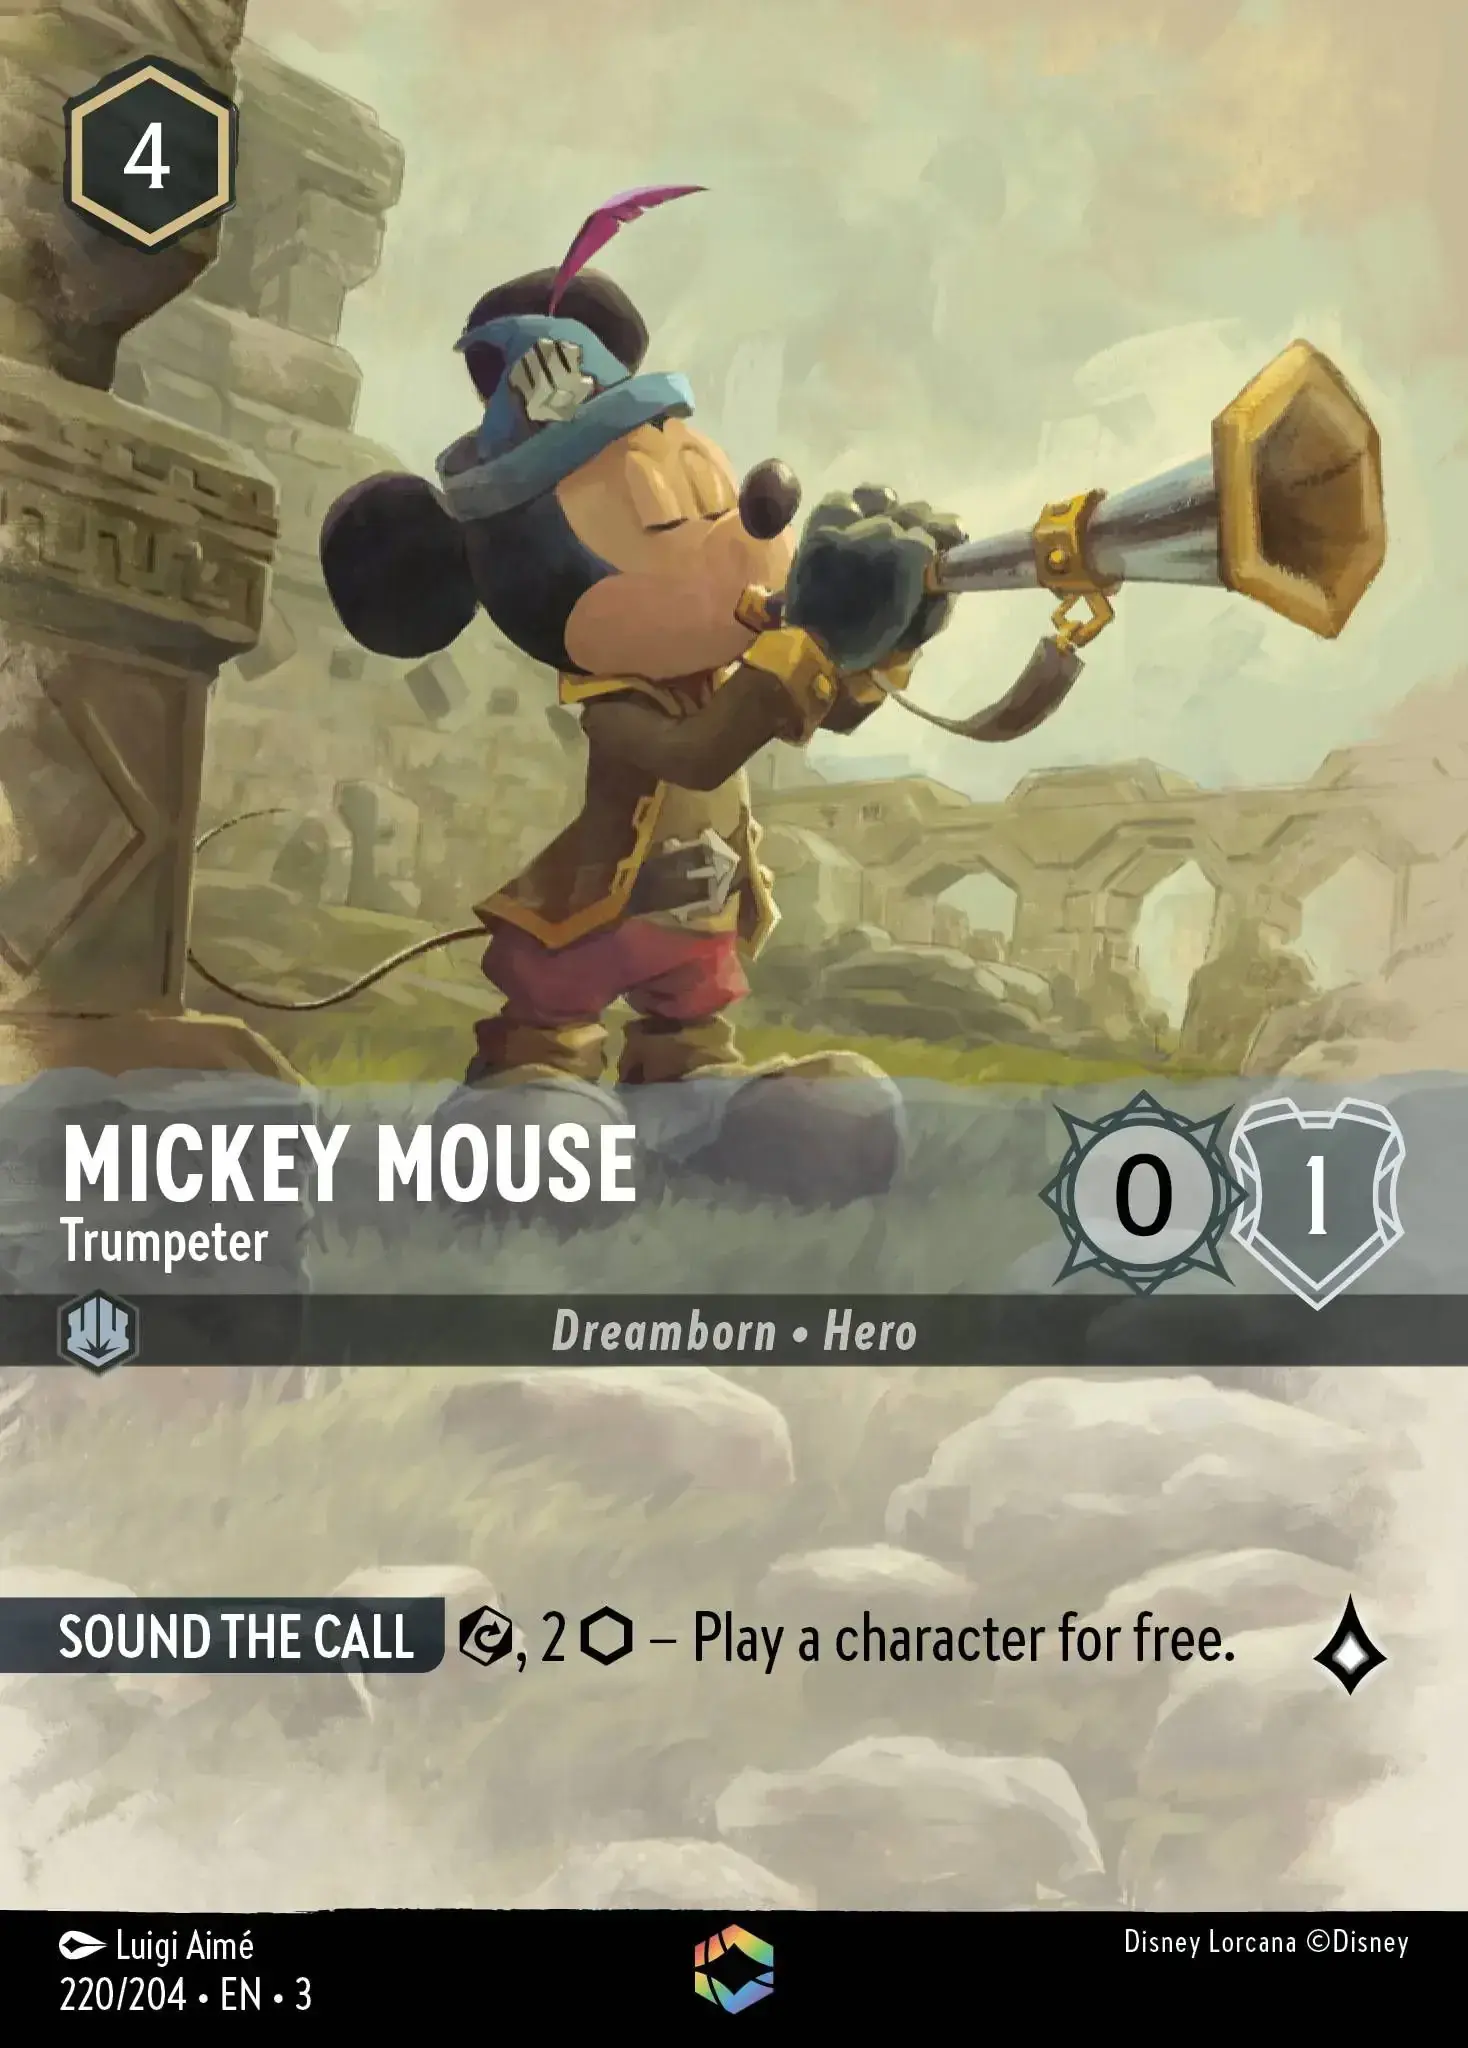 4
MICKEY MOUSE
Trumpeter
0 1
Dreamborn • Hero
SOUND THE CALL , 2 – Play a character for free.
Luigi Aimé
220/204 • EN • 3
Disney Lorcana ©Disney